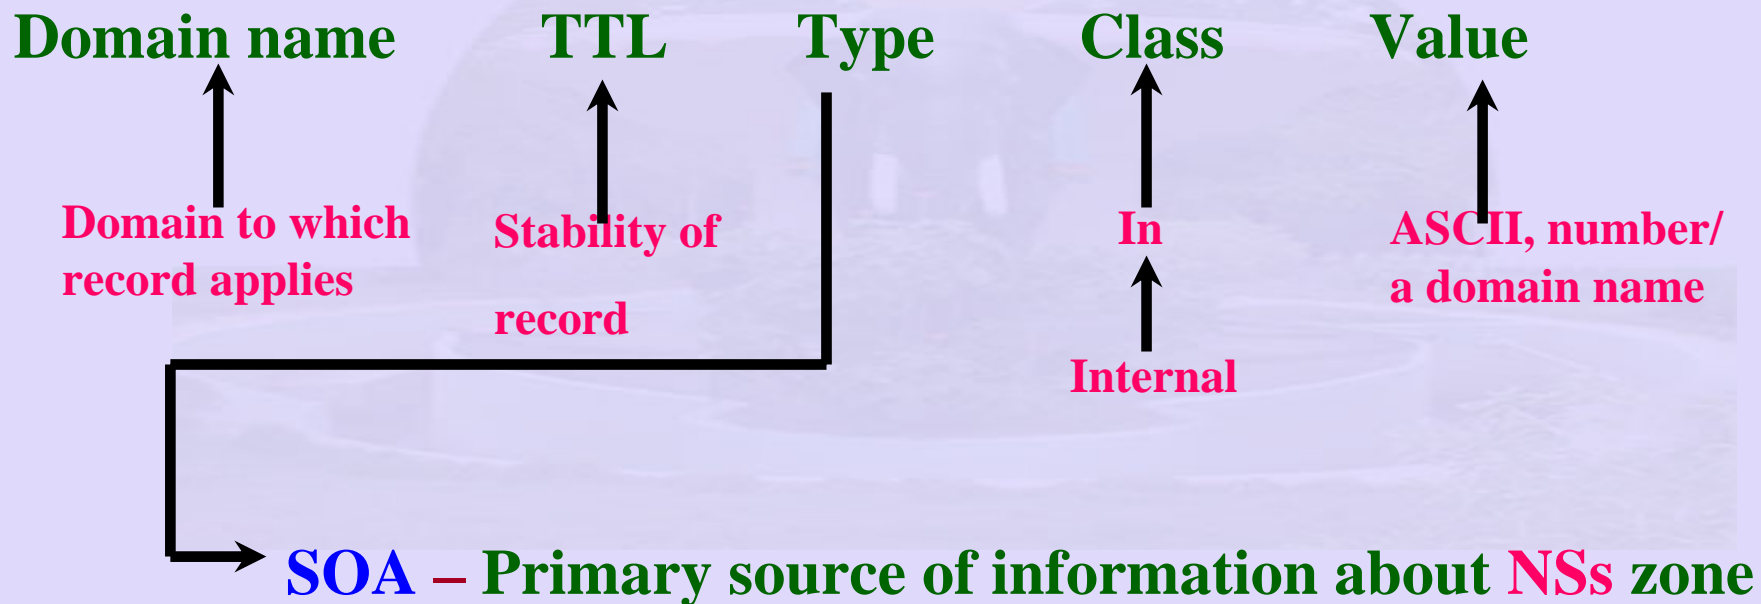 Domain name TTL Type Class Value
Domain to which
record applies
Stability of
record
In
Internal
ASCII, number/
a domain name
SOA – Primary source of information about NSs zone